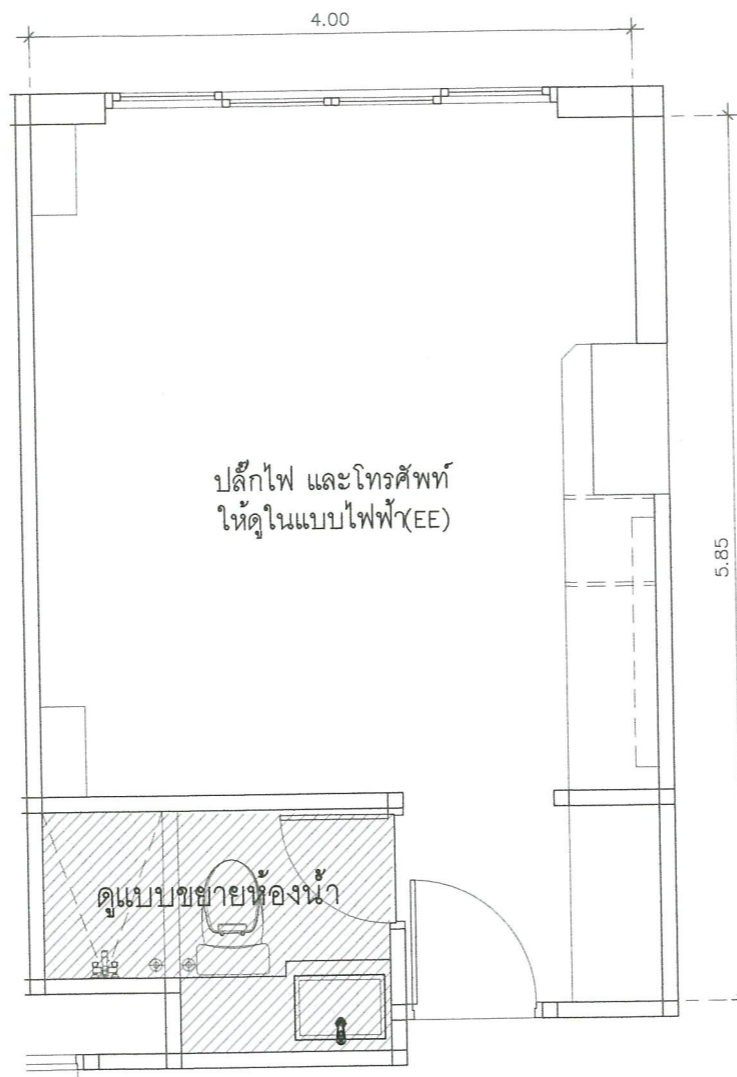 4.00
ปลั๊กไฟ และโทรศัพท์
ให้ดูในแบบไฟฟ้า(EE)
5.85
ดูแบบขยายห้องน้ำ